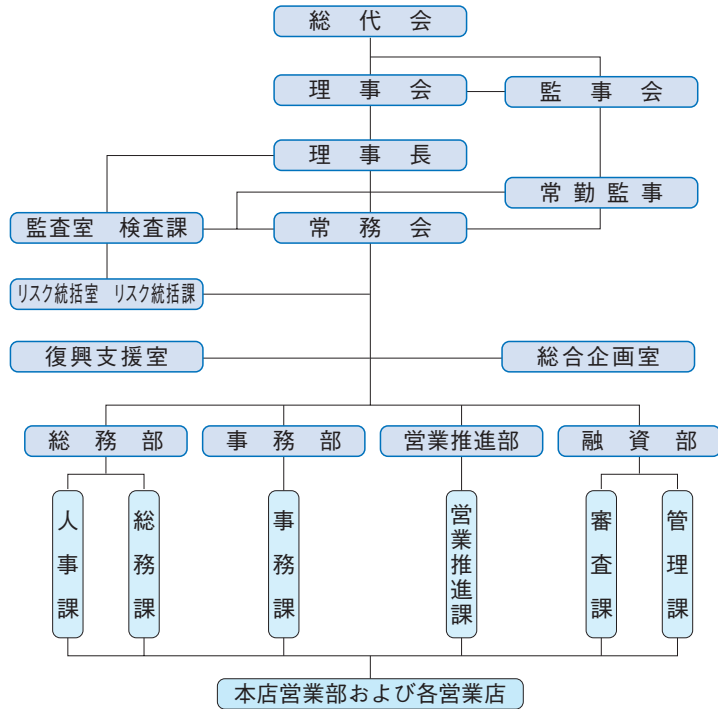 総代会
理事会
監事会
理事長
常勤監事
監査室 検査課
常務会
リスク統括室 リスク統括課
復興支援室
総合企画室
総務部
事務部
営業推進部
融資部
人事課
総務課
事務課
営業推進課
審査課
管理課
本店営業部および各営業店